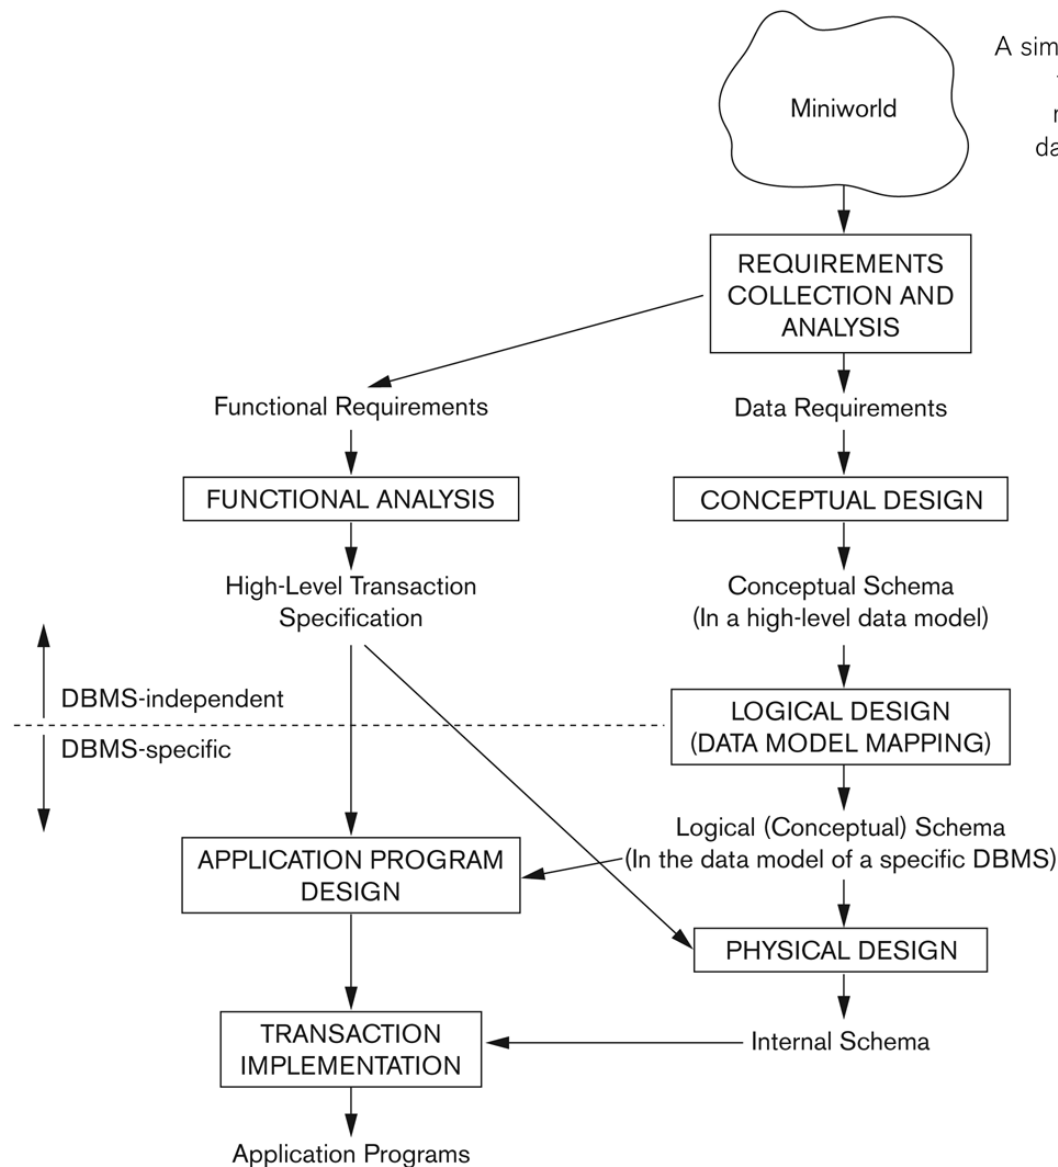 A sim
Miniworld
da
REQUIREMENTS
COLLECTION AND
ANALYSIS
Functional Requirements
Data Requirements
FUNCTIONAL ANALYSIS
CONCEPTUAL DESIGN
High-Level Transaction
Specification
Conceptual Schema
(In a high-level data model)
DBMS-independent
DBMS-specific
LOGICAL DESIGN
(DATA MODEL MAPPING)
Logical (Conceptual) Schema
(In the data model of a specific DBMS)
APPLICATION PROGRAM
DESIGN
PHYSICAL DESIGN
TRANSACTION
IMPLEMENTATION
Internal Schema
Application Programs